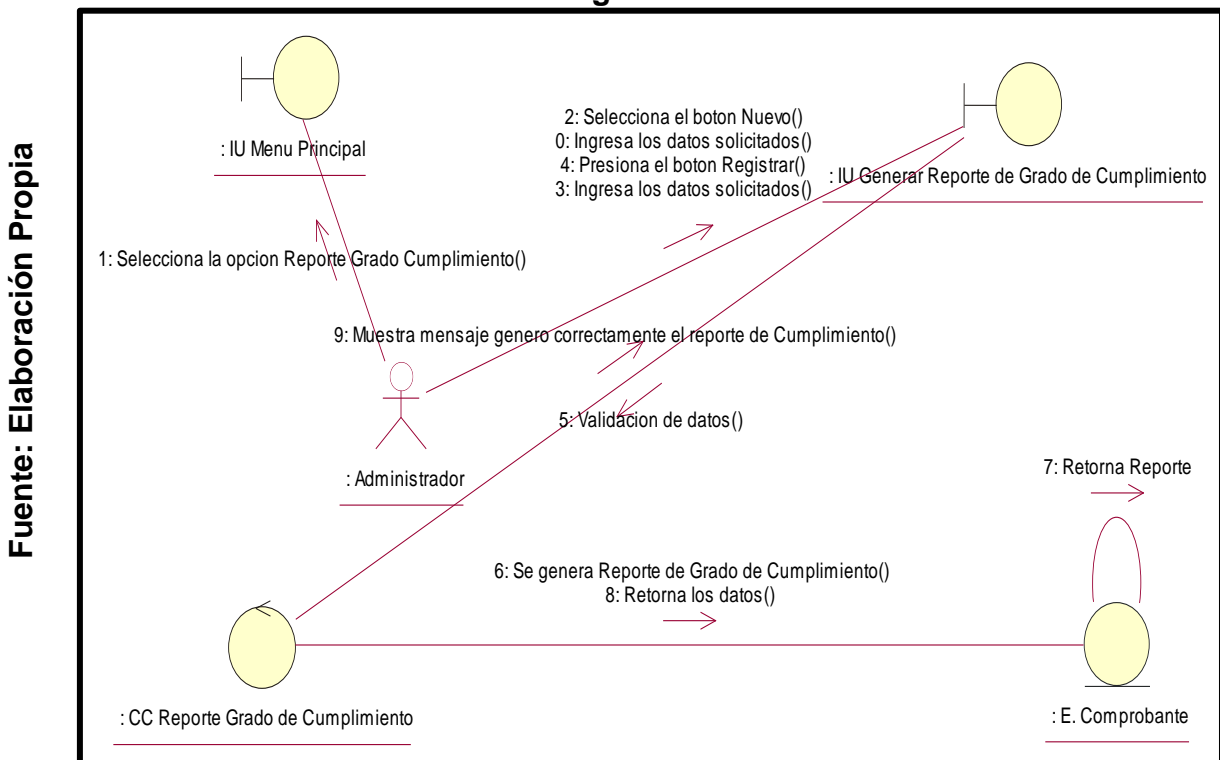 Fuente: Elaboración Propia
: IU Menu Principal
2: Selecciona el boton Nuevo()
0: Ingresa los datos solicitados()
4: Presiona el boton Registrar()
3: Ingresa los datos solicitados()
: IU Generar Reporte de Grado de Cumplimiento
1: Selecciona la opcion Reporte Grado Cumplimiento()
9: Muestra mensaje genero correctamente el reporte de Cumplimiento()
5: Validacion de datos()
: Administrador
7: Retorna Reporte
6: Se genera Reporte de Grado de Cumplimiento()
8: Retorna los datos()
: CC Reporte Grado de Cumplimiento
: E. Comprobante